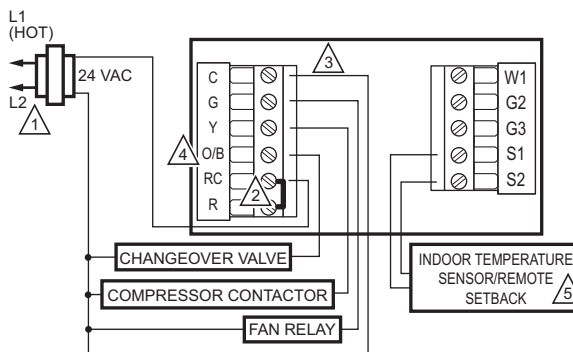 L1
(HOT)
24 VAC
L2
1
C
G
Y
O/B
RC
R
2
3
4
W1
G2
G3
S1
S2
CHANGEOVER VALVE
COMPRESSOR CONTACTOR
FAN RELAY
INDOOR TEMPERATURE
SENSOR/REMOTE
SETBACK
5